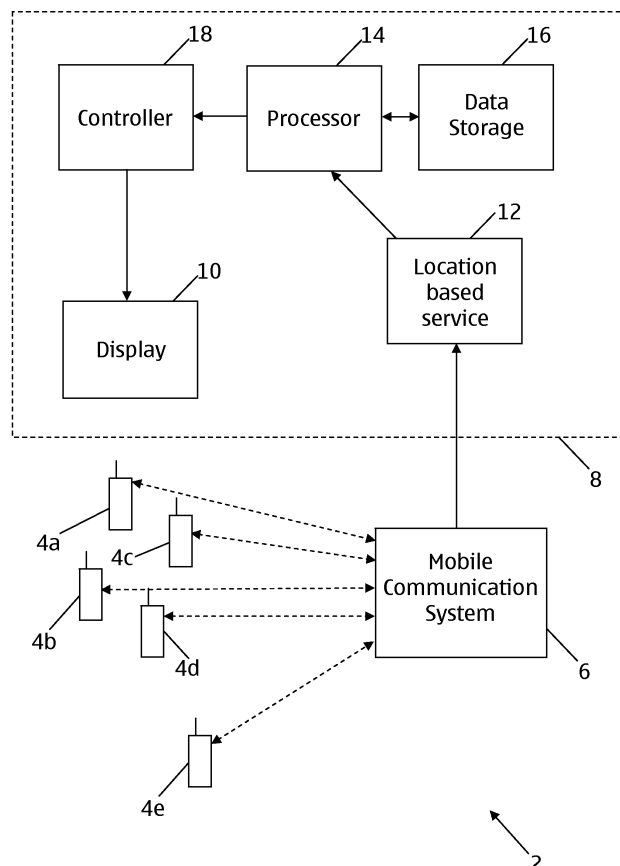 18
14
16
Controller
Processor
Data
Storage
12
Location
based
service
10
Display
8
4a
4c
4b
4d
Mobile
Communication
System
6
4e
2